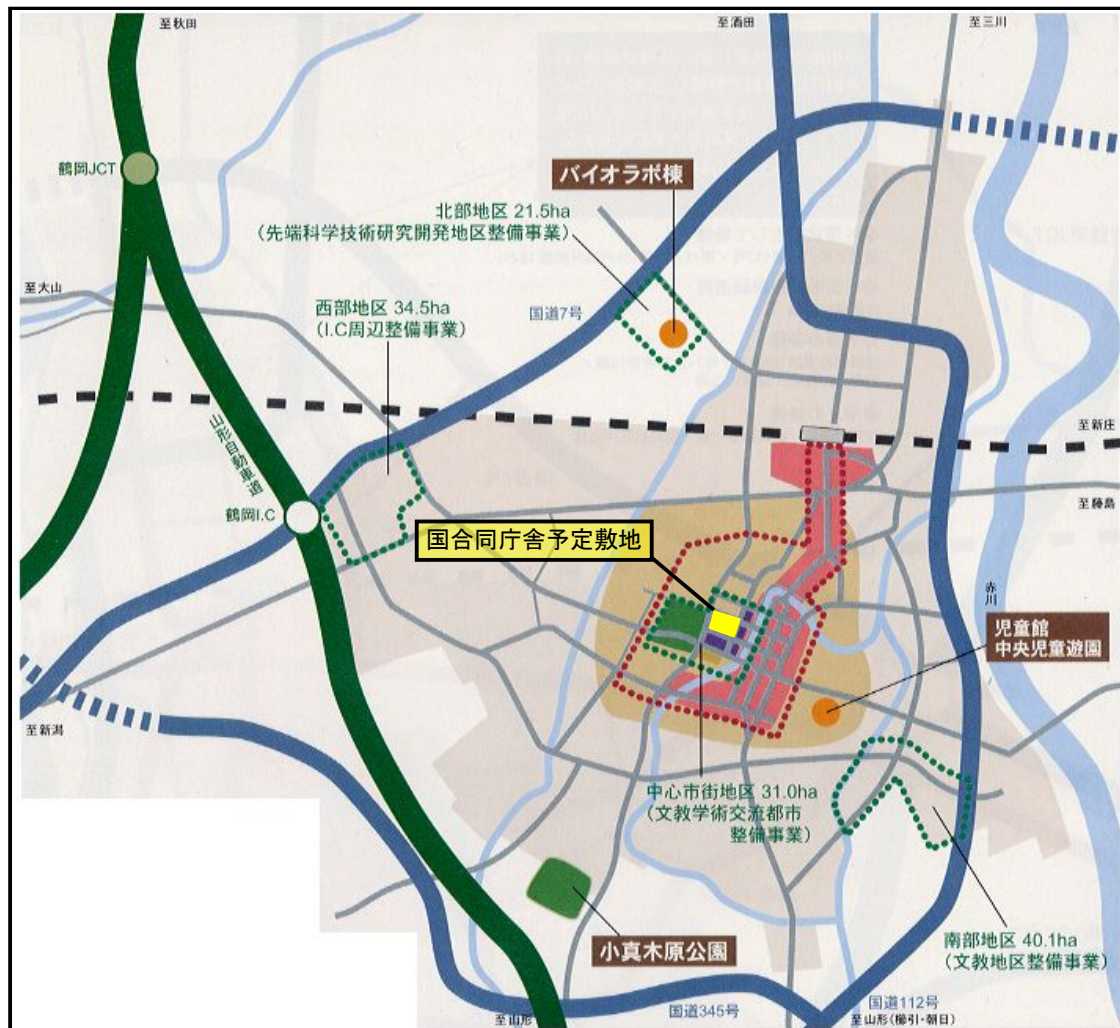 至秋田
至酒田
至三川
鶴岡JCT
バイオラボ棟
北部地区 21.5ha
（先端科学技術研究開発地区整備事業）
至大山
西部地区 34.5ha
（I.C周辺整備事業）
国道7号
至新庄
山形自動車道
至藤島
鶴岡I.C
国合同庁舎予定敷地
赤川
児童館
中央児童遊園
至新潟
中心市街地区 31.0ha
（文教学術交流都市
整備事業）
小真木原公園
南部地区 40.1ha
（文教地区整備事業）
国道345号
国道112号
至山形
至山形（櫛引・朝日）